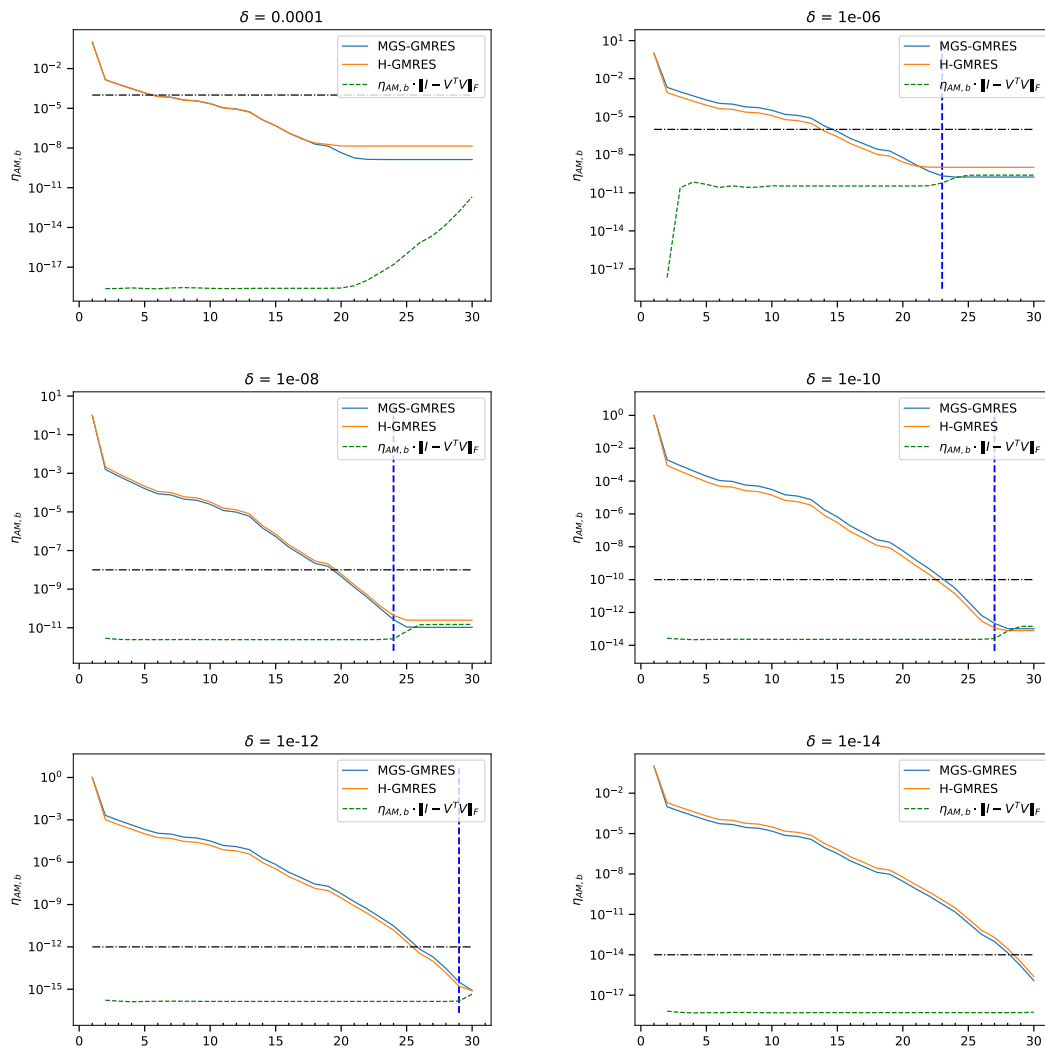 δ = 0.0001
η_{AM,b}
10^{-2}
10^{-5}
10^{-8}
10^{-11}
10^{-14}
10^{-17}
MGS-GMRES
H-GMRES
η_{AM,b} · ‖I − V^T V‖_F
0 5 10 15 20 25 30
δ = 1e-06
η_{AM,b}
10^1
10^{-2}
10^{-5}
10^{-8}
10^{-11}
10^{-14}
10^{-17}
MGS-GMRES
H-GMRES
η_{AM,b} · ‖I − V^T V‖_F
0 5 10 15 20 25 30
δ = 1e-08
η_{AM,b}
10^1
10^{-1}
10^{-3}
10^{-5}
10^{-7}
10^{-9}
10^{-11}
MGS-GMRES
H-GMRES
η_{AM,b} · ‖I − V^T V‖_F
0 5 10 15 20 25 30
δ = 1e-10
η_{AM,b}
10^0
10^{-2}
10^{-4}
10^{-6}
10^{-8}
10^{-10}
10^{-12}
10^{-14}
MGS-GMRES
H-GMRES
η_{AM,b} · ‖I − V^T V‖_F
0 5 10 15 20 25 30
δ = 1e-12
η_{AM,b}
10^0
10^{-3}
10^{-6}
10^{-9}
10^{-12}
10^{-15}
MGS-GMRES
H-GMRES
η_{AM,b} · ‖I − V^T V‖_F
0 5 10 15 20 25 30
δ = 1e-14
η_{AM,b}
10^{-2}
10^{-5}
10^{-8}
10^{-11}
10^{-14}
10^{-17}
MGS-GMRES
H-GMRES
η_{AM,b} · ‖I − V^T V‖_F
0 5 10 15 20 25 30